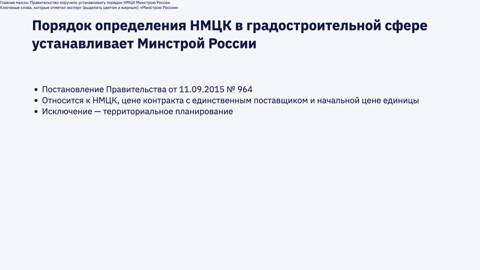 Главная мысль: Правительство поручило устанавливать порядок НМЦК Минстрою России.
Ключевые слова, которые отметил эксперт (выделить цветом и жирным): «Минстрою России»
Порядок определения НМЦК в градостроительной сфере
устанавливает Минстрой России
• Постановление Правительства от 11.09.2015 № 964
• Относится к НМЦК, цене контракта с единственным поставщиком и начальной цене единицы
• Исключение — территориальное планирование